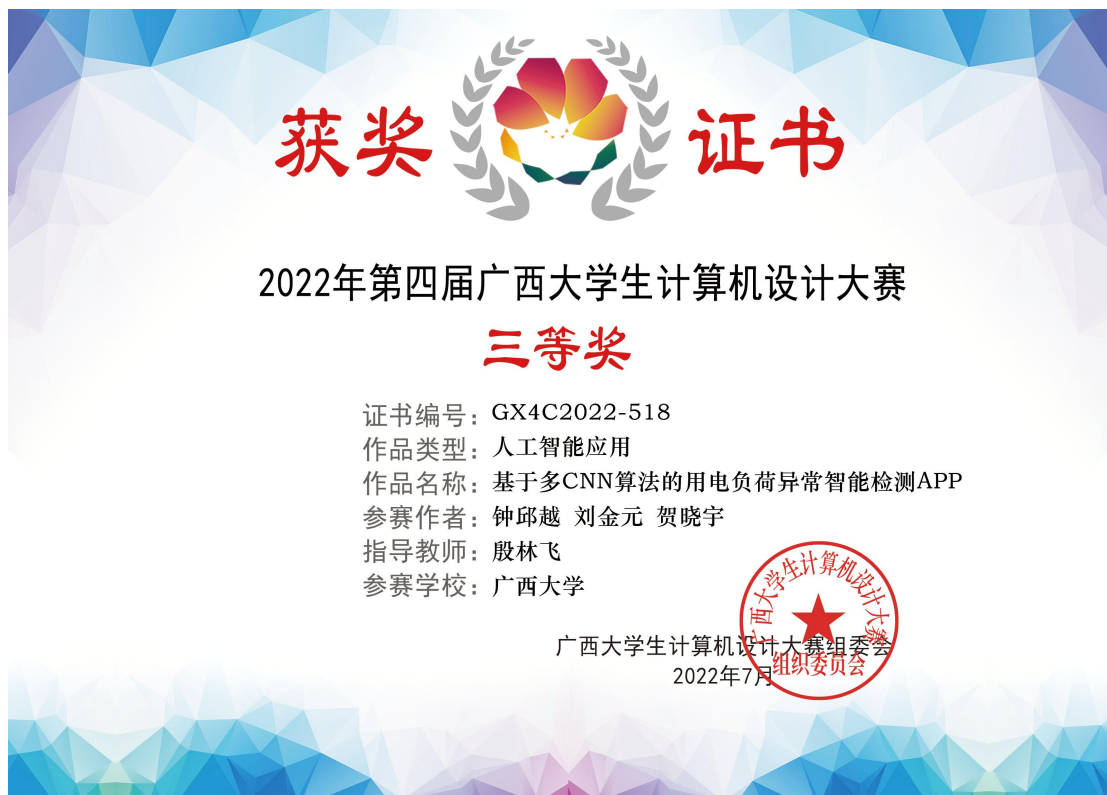 获奖 证书
2022年第四届广西大学生计算机设计大赛
三等奖
证书编号：GX4C2022-518
作品类型：人工智能应用
作品名称：基于多CNN算法的用电负荷异常智能检测APP
参赛作者：钟邱越 刘金元 贺晓宇
指导教师：殷林飞
参赛学校：广西大学
广西大学生计算机设计大赛组委会
2022年7月
广西大学生计算机设计大赛
组织委员会